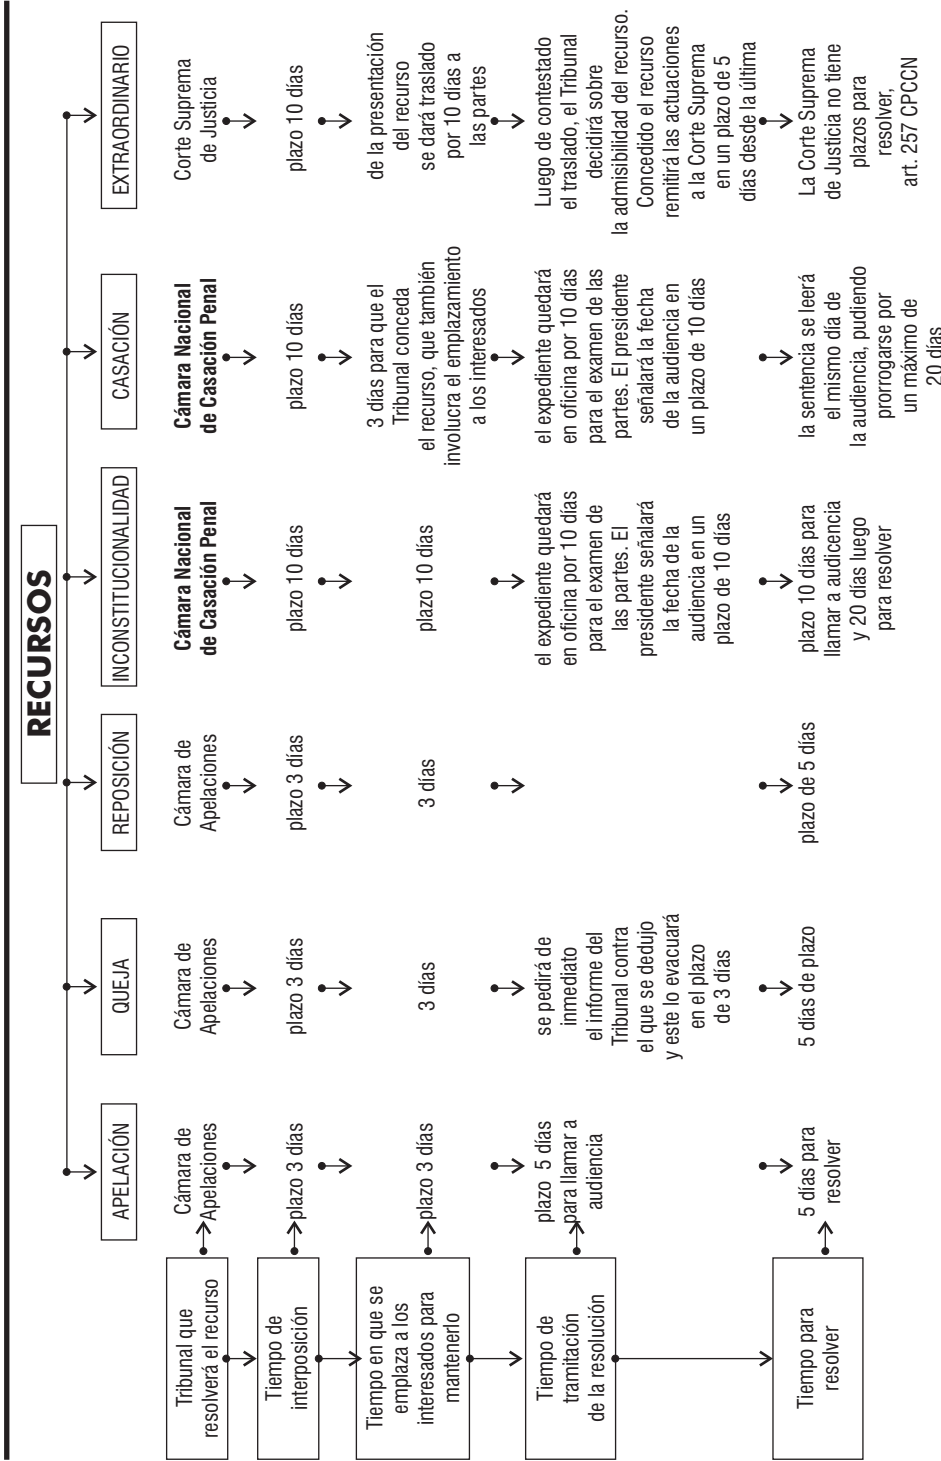 RECURSOS
APELACIÓN
QUEJA
REPOSICIÓN
INCONSTITUCIONALIDAD
CASACIÓN
EXTRAORDINARIO
Tribunal que
resolverá el recurso
Cámara de
Apelaciones
Cámara de
Apelaciones
Cámara de
Apelaciones
Cámara Nacional
de Casación Penal
Cámara Nacional
de Casación Penal
Corte Suprema
de Justicia
Tiempo de
interposición
plazo 3 días
plazo 3 días
plazo 3 días
plazo 10 días
plazo 10 días
plazo 10 días
Tiempo en que se
emplaza a los
interesados para
mantenerlo
plazo 3 días
3 días
3 días
plazo 10 días
3 días para que el
Tribunal conceda
el recurso, que también
involucra el emplazamiento
a los interesados
de la presentación
del recurso
se dará traslado
por 10 días a
las partes
Tiempo de
tramitación
de la resolución
plazo 5 días
para llamar a
audiencia
se pedirá de
inmediato
el informe del
Tribunal contra
el que se dedujo
y este lo evacuará
en el plazo
de 3 días
el expediente quedará
en oficina por 10 días
para el examen de
las partes. El
presidente señalará
la fecha de la
audiencia en un
plazo de 10 días
el expediente quedará
en oficina por 10 días
para el examen de las
partes. El presidente
señalará la fecha
de la audiencia en
un plazo de 10 días
Luego de contestado
el traslado, el Tribunal
decidirá sobre
la admisibilidad del recurso.
Concedido el recurso
remitirá las actuaciones
a la Corte Suprema
en un plazo de 5
días desde la última
Tiempo para
resolver
5 días para
resolver
5 días de plazo
plazo de 5 días
plazo 10 días para
llamar a audicencia
y 20 días luego
para resolver
la sentencia se leerá
el mismo día de
la audiencia, pudiendo
prorrogarse por
un máximo de
20 días
La Corte Suprema
de Justicia no tiene
plazos para
resolver,
art. 257 CPCCN